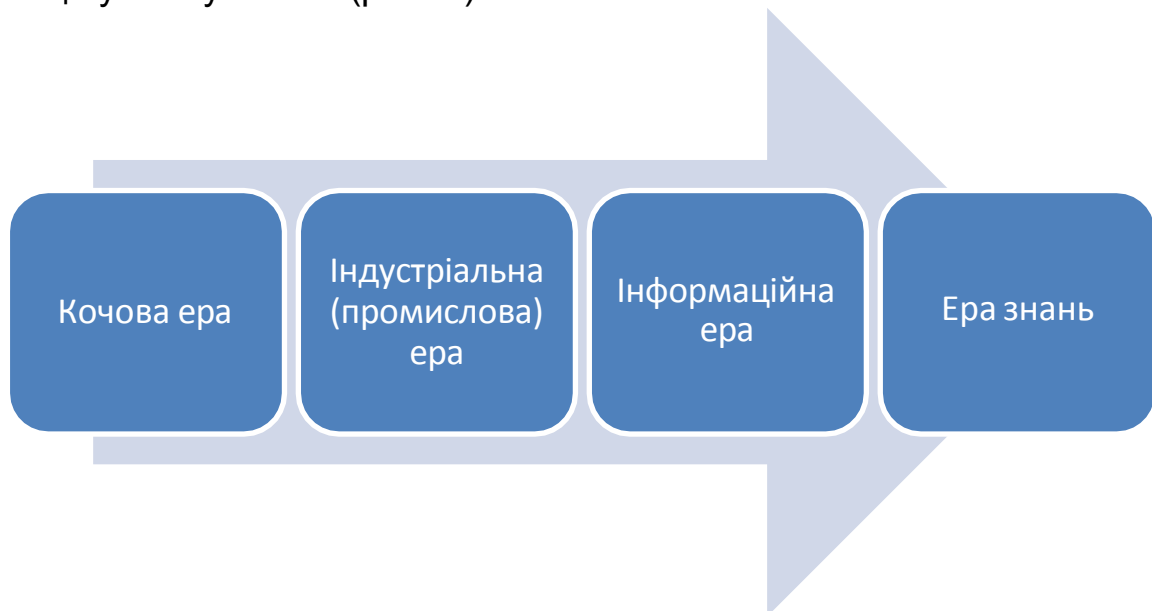 Кочова ера
Індустріальна
(промислова)
ера
Інформаційна
ера
Ера знань